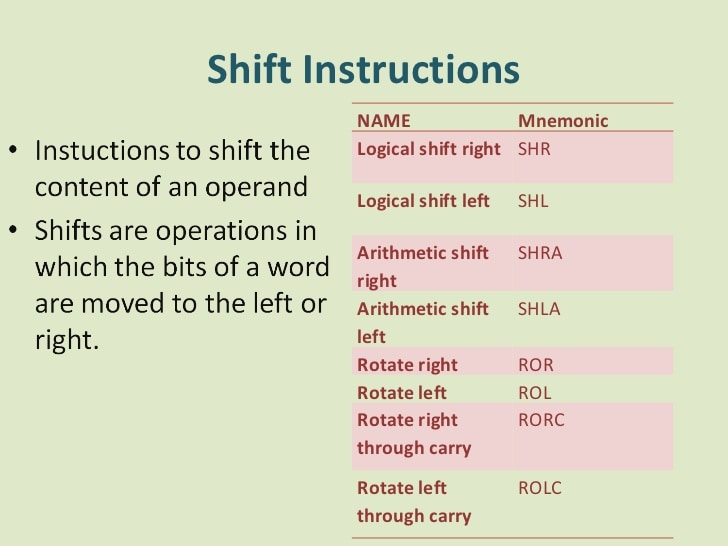 Shift Instructions
• Instuctions to shift the
content of an operand
• Shifts are operations in
which the bits of a word
are moved to the left or
right.
NAME Mnemonic
Logical shift right SHR
Logical shift left SHL
Arithmetic shift SHRA
right
Arithmetic shift SHLA
left
Rotate right ROR
Rotate left ROL
Rotate right RORC
through carry
Rotate left ROLC
through carry